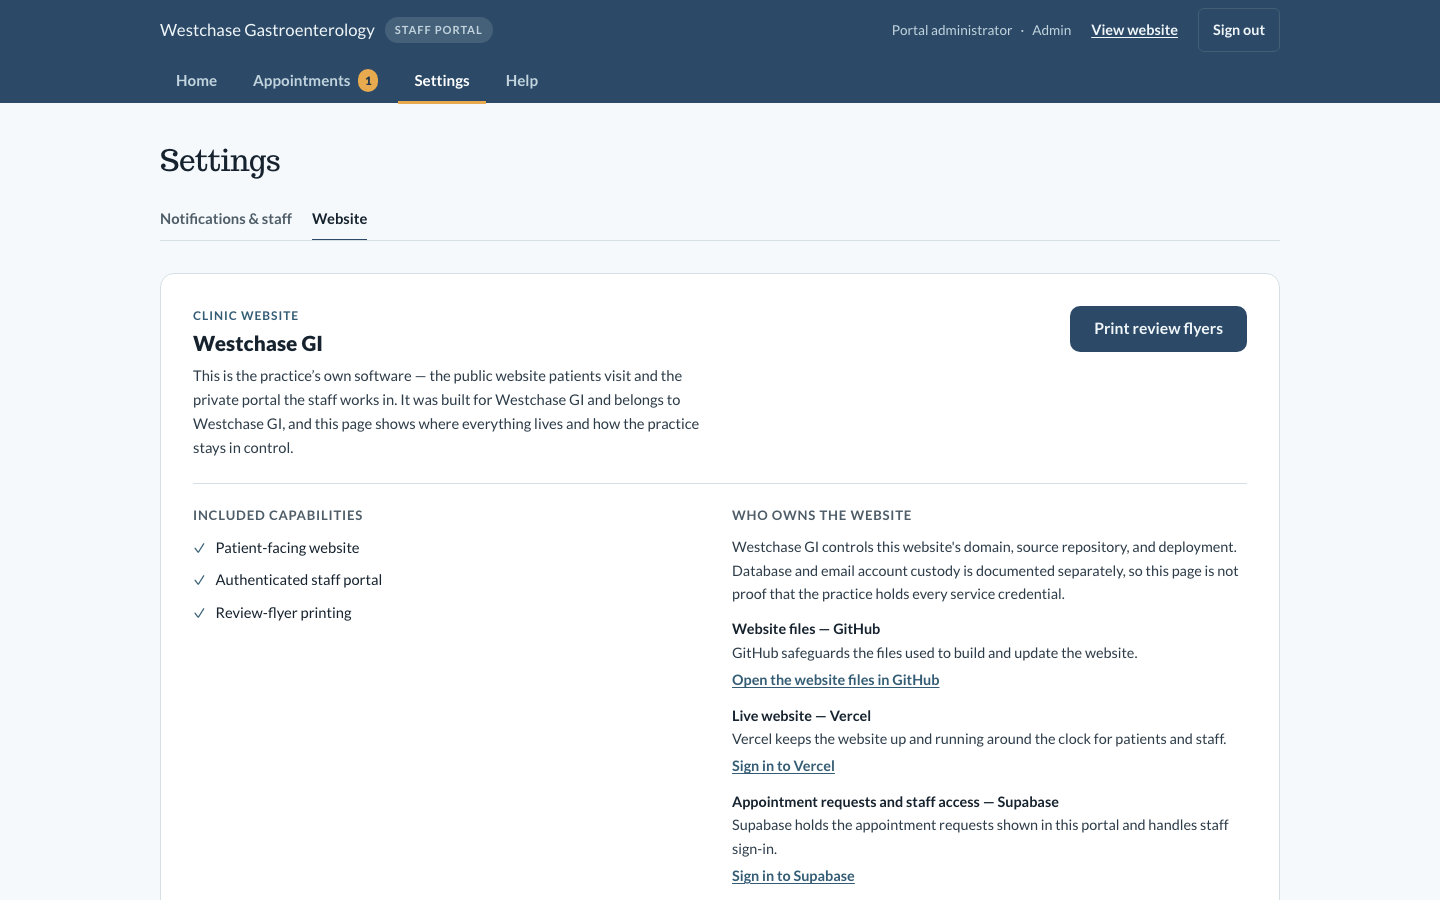 Westchase Gastroenterology STAFF PORTAL
Portal administrator · Admin View website Sign out
Home Appointments 1 Settings Help
Settings
Notifications & staff Website
CLINIC WEBSITE
Westchase GI
Print review flyers
This is the practice’s own software — the public website patients visit and the
private portal the staff works in. It was built for Westchase GI and belongs to
Westchase GI, and this page shows where everything lives and how the practice
stays in control.
INCLUDED CAPABILITIES
Patient-facing website
Authenticated staff portal
Review-flyer printing
WHO OWNS THE WEBSITE
Westchase GI controls this website's domain, source repository, and deployment.
Database and email account custody is documented separately, so this page is not
proof that the practice holds every service credential.
Website files — GitHub
GitHub safeguards the files used to build and update the website.
Open the website files in GitHub
Live website — Vercel
Vercel keeps the website up and running around the clock for patients and staff.
Sign in to Vercel
Appointment requests and staff access — Supabase
Supabase holds the appointment requests shown in this portal and handles staff
sign-in.
Sign in to Supabase